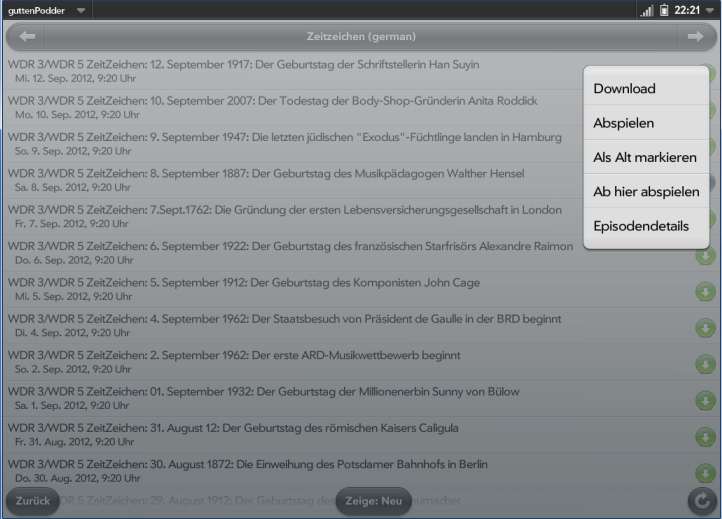 guttenPodder
22:21
Zeitzeichen (german)
WDR 3/WDR 5 ZeitZeichen: 12. September 1917: Der Geburtstag der Schriftstellerin Han Suyin
Mi. 12. Sep. 2012, 9:20 Uhr
WDR 3/WDR 5 ZeitZeichen: 10. September 2007: Der Todestag der Body-Shop-Gründerin Anita Roddick
Mo. 10. Sep. 2012, 9:20 Uhr
WDR 3/WDR 5 ZeitZeichen: 9. September 1947: Die letzten jüdischen "Exodus"-Füchtlinge landen in Hamburg
So. 9. Sep. 2012, 9:20 Uhr
WDR 3/WDR 5 ZeitZeichen: 8. September 1887: Der Geburtstag des Musikpädagogen Walther Hensel
Sa. 8. Sep. 2012, 9:20 Uhr
WDR 3/WDR 5 ZeitZeichen: 7.Sept.1762: Die Gründung der ersten Lebensversicherungsgesellschaft in London
Fr. 7. Sep. 2012, 9:20 Uhr
WDR 3/WDR 5 ZeitZeichen: 6. September 1922: Der Geburtstag des französischen Starfrisörs Alexandre Raimon
Do. 6. Sep. 2012, 9:20 Uhr
WDR 3/WDR 5 ZeitZeichen: 5. September 1912: Der Geburtstag des Komponisten John Cage
Mi. 5. Sep. 2012, 9:20 Uhr
WDR 3/WDR 5 ZeitZeichen: 4. September 1962: Der Staatsbesuch von Präsident de Gaulle in der BRD beginnt
Di. 4. Sep. 2012, 9:20 Uhr
WDR 3/WDR 5 ZeitZeichen: 2. September 1962: Der erste ARD-Musikwettbewerb beginnt
So. 2. Sep. 2012, 9:20 Uhr
WDR 3/WDR 5 ZeitZeichen: 01. September 1932: Der Geburtstag der Millionenerbin Sunny von Bülow
Sa. 1. Sep. 2012, 9:20 Uhr
WDR 3/WDR 5 ZeitZeichen: 31. August 12: Der Geburtstag des römischen Kaisers Caligula
Fr. 31. Aug. 2012, 9:20 Uhr
WDR 3/WDR 5 ZeitZeichen: 30. August 1872: Die Einweihung des Potsdamer Bahnhofs in Berlin
Do. 30. Aug. 2012, 9:20 Uhr
WDR 3/WDR 5 ZeitZeichen: 29. August 1912: Der Geburtstag des
Download
Abspielen
Als Alt markieren
Ab hier abspielen
Episodendetails
Zurück
Zeige: Neu